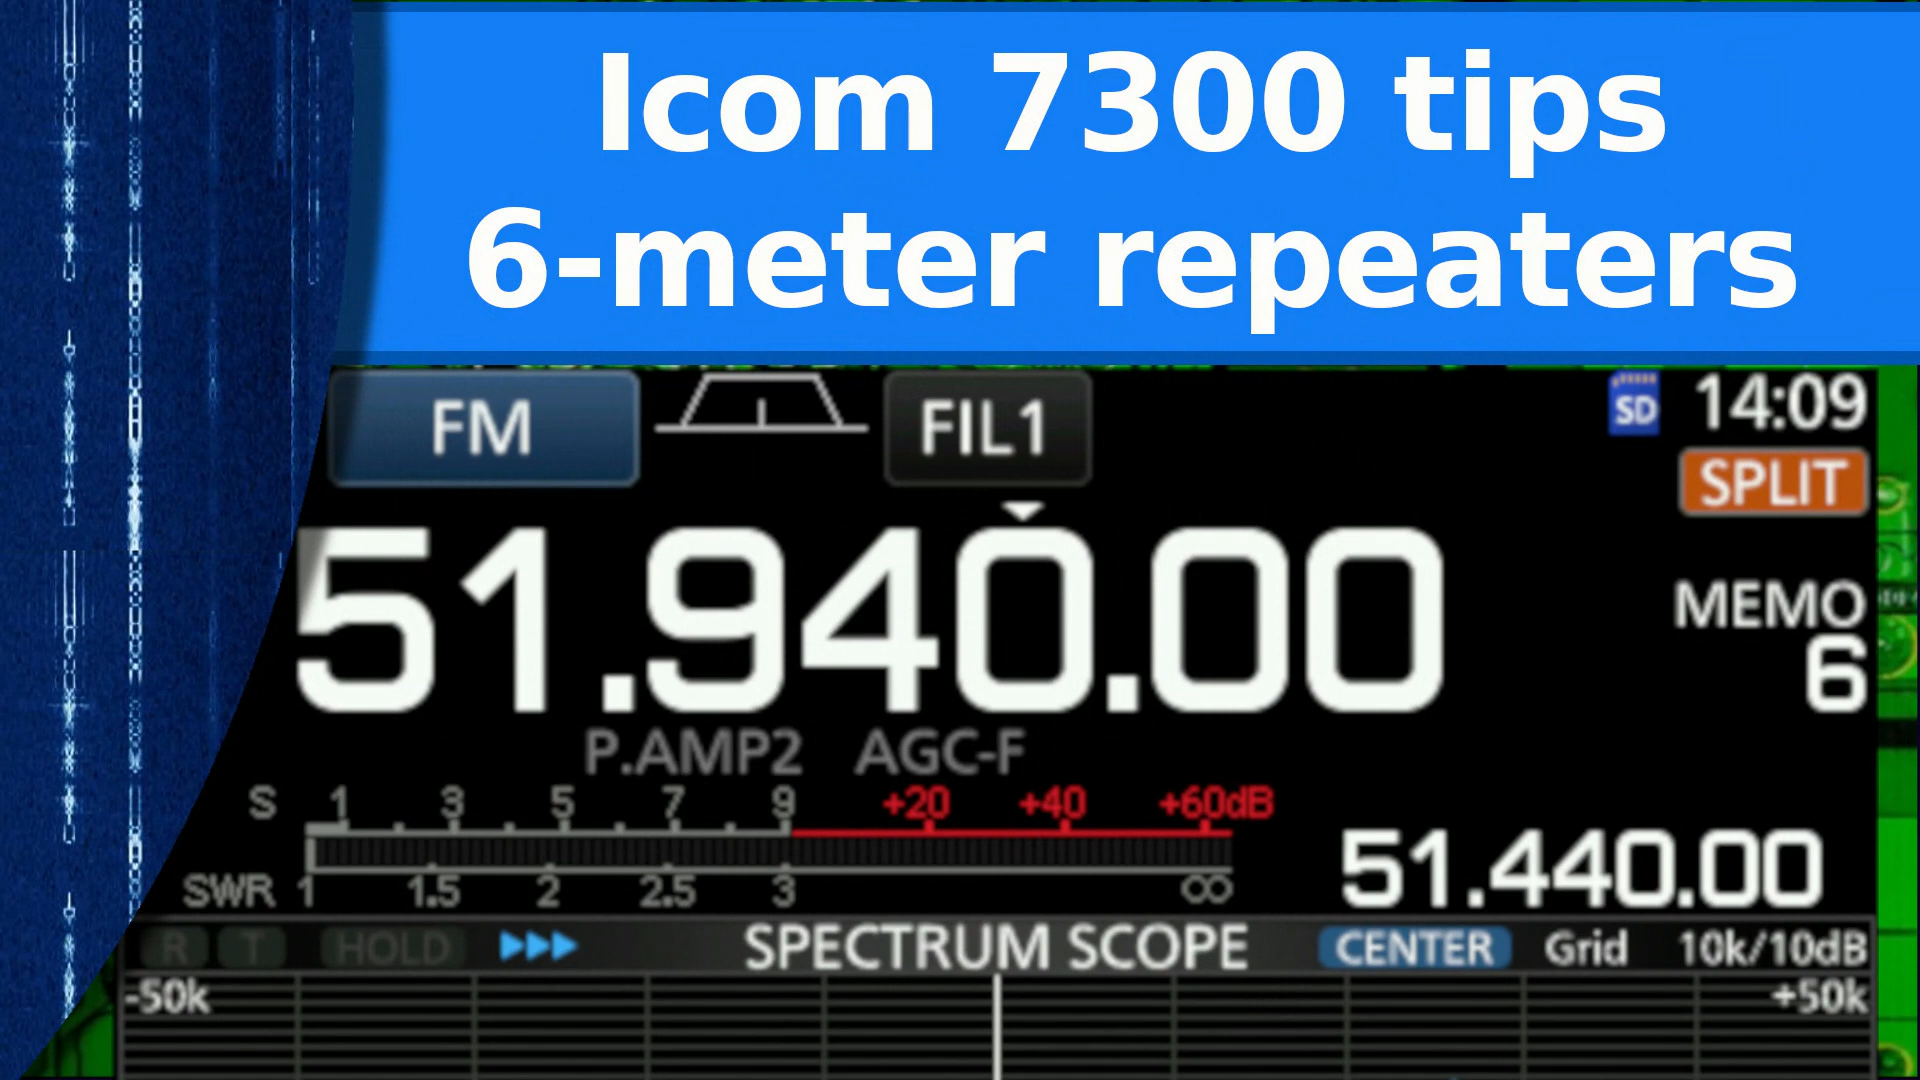 Icom 7300 tips
6-meter repeaters
FM FIL1 SD 14:09
SPLIT
51.940.00
MEMO
6
P.AMP2 AGC-F
S 1 3 5 7 9 +20 +40 +60dB
51.440.00
SWR 1 1.5 2 2.5 3 ∞
R T HOLD SPECTRUM SCOPE CENTER Grid 10k/10dB
-50k +50k